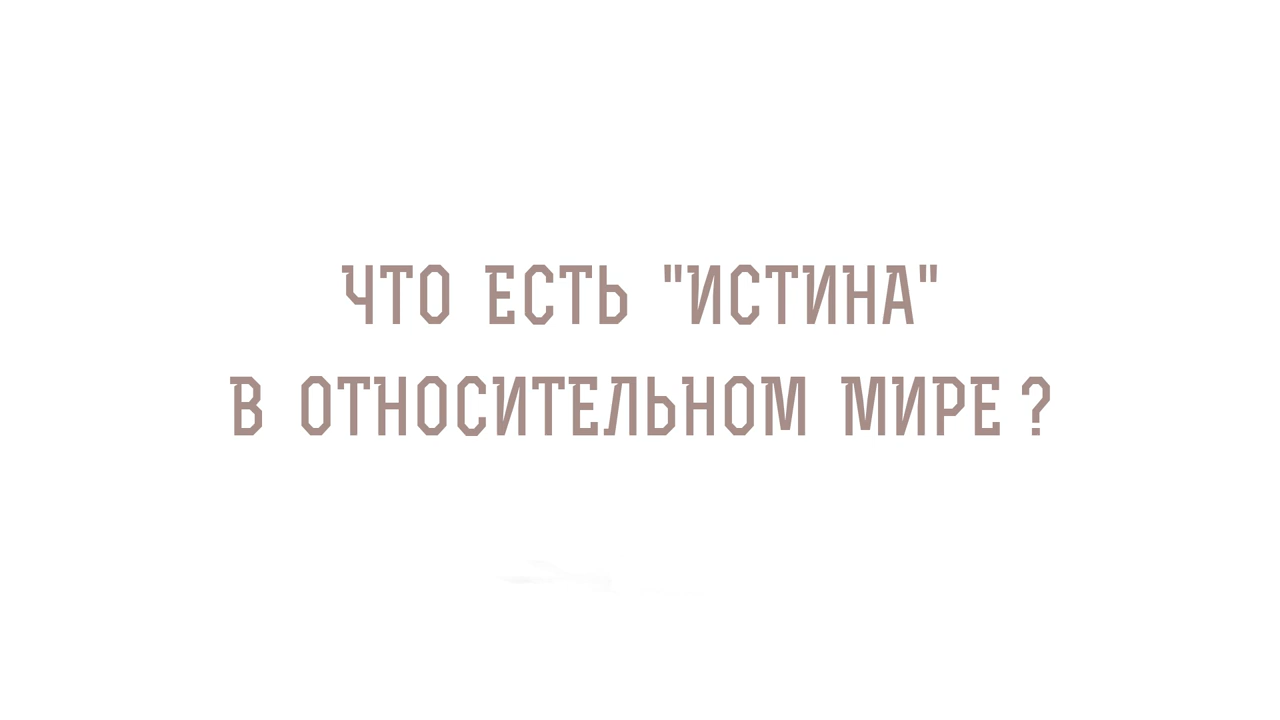 ЧТО ЕСТЬ "ИСТИНА"
В ОТНОСИТЕЛЬНОМ МИРЕ ?